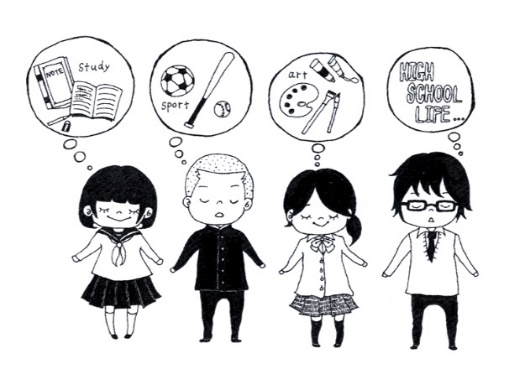 NOTE
Study
sport
art
HIGH
SCHOOL
LIFE...